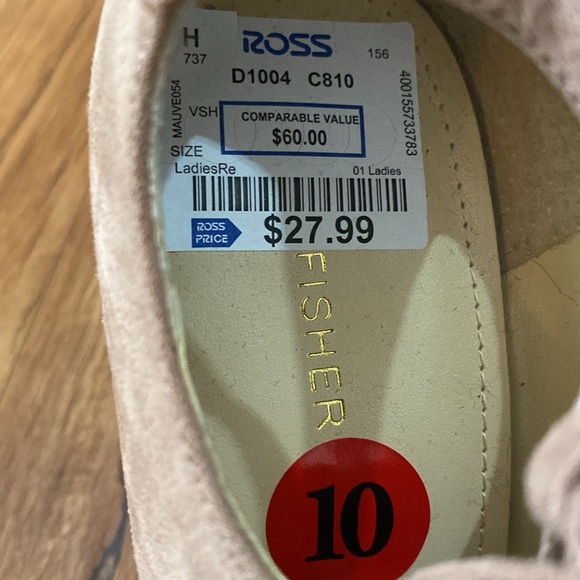 H ROSS
737 156
D1004 C810
MAUVE054
400155733783
VSH
COMPARABLE VALUE
$60.00
SIZE
LadiesRe 01 Ladies
ROSS
PRICE
$27.99
FISHER
10